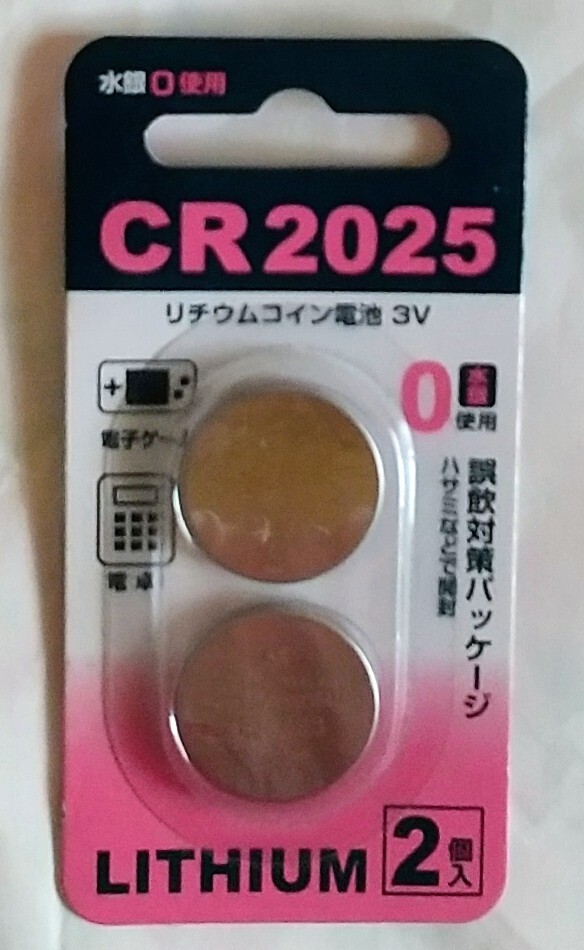 水銀0使用
CR2025
リチウムコイン電池 3V
0水銀
使用
電子ゲー
電卓
誤飲対策パッケージ
ハサミなどで開封
LITHIUM
2個入